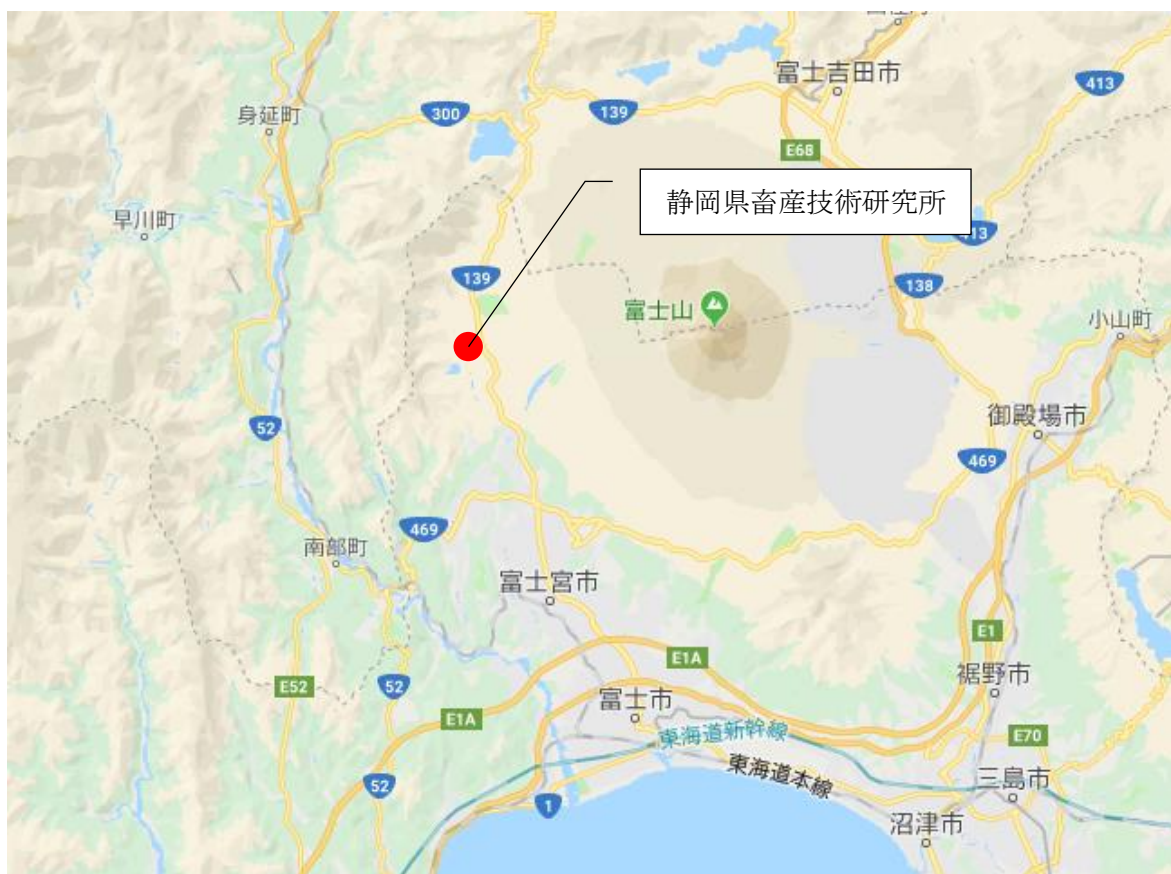 富士吉田市
413
身延町
300
139
E68
早川町
静岡県畜産技術研究所
413
139
138
富士山
小山町
52
御殿場市
469
469
南部町
富士宮市
E1
E1A
裾野市
E52
52
富士市
E1A
東海道新幹線
E70
東海道本線
52
三島市
1
沼津市